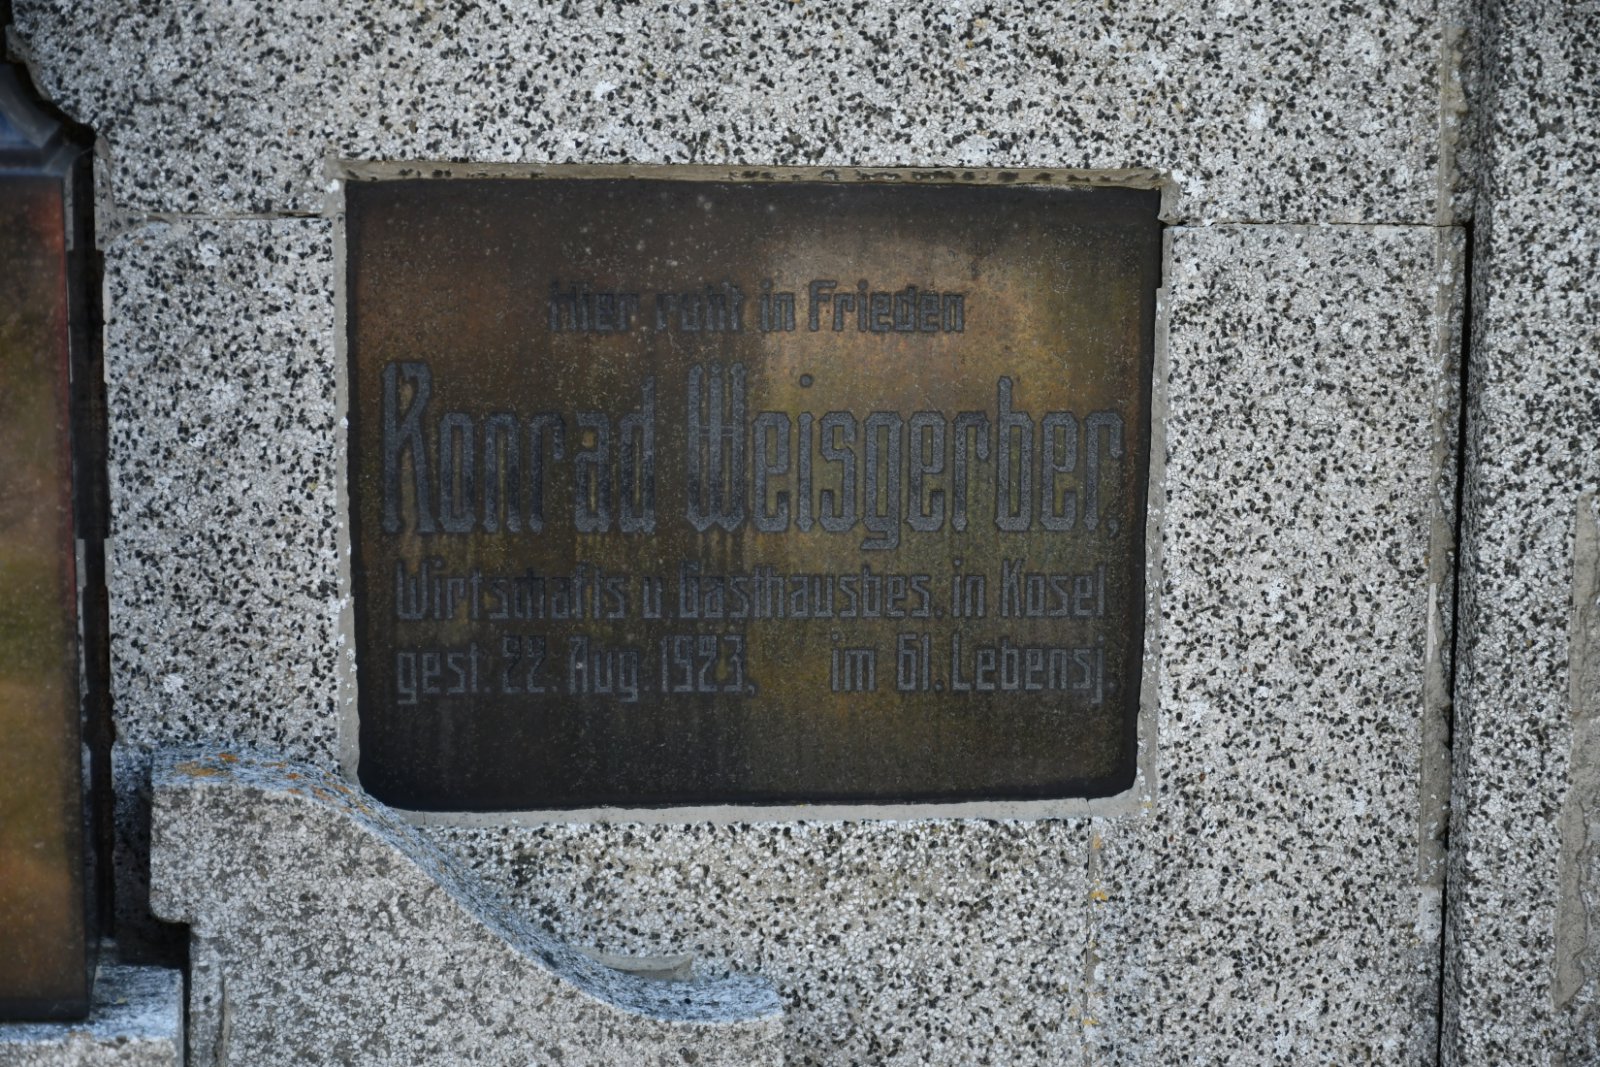 Hier ruht in Frieden
Konrad Weisgerber,
Wirtschafts u. Gasthausbes. in Kosel
gest. 22. Aug. 1923, im 61. Lebensj.